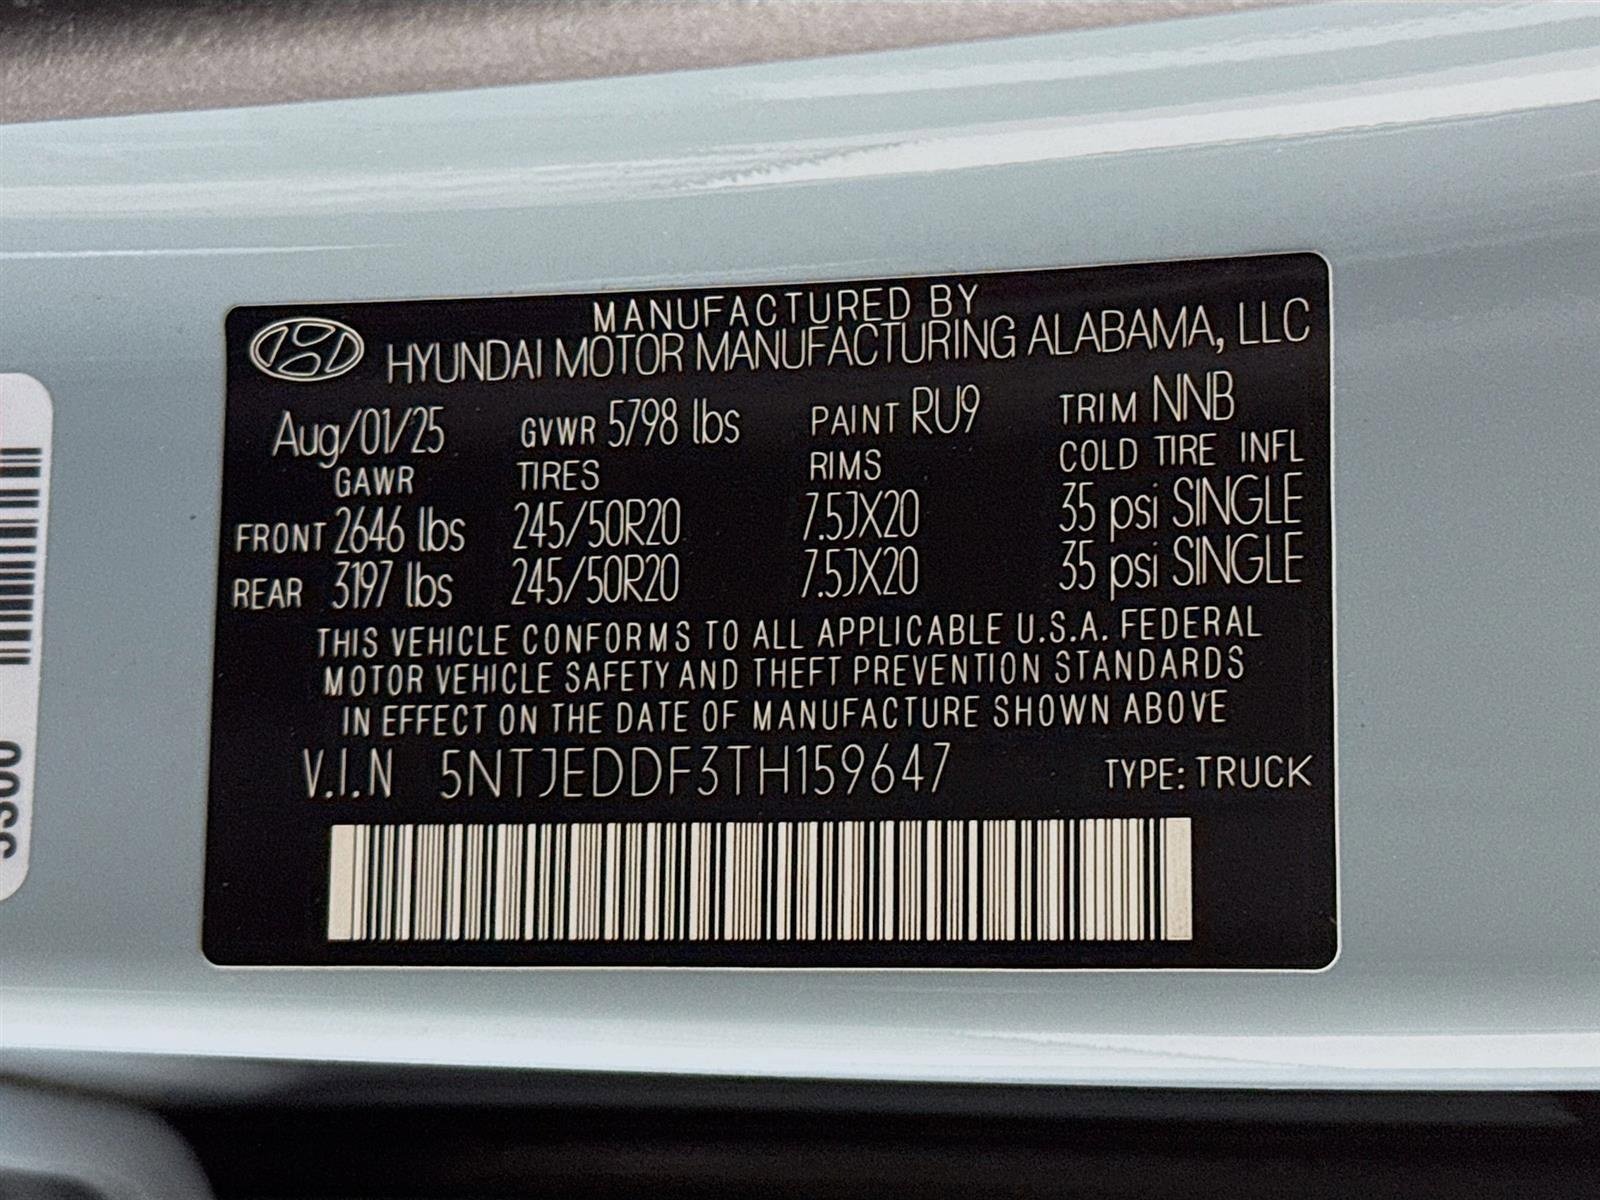 MANUFACTURED BY
HYUNDAI MOTOR MANUFACTURING ALABAMA, LLC
Aug/01/25 GVWR 5798 lbs PAINT RU9 TRIM NNB
GAWR TIRES RIMS COLD TIRE INFL
FRONT 2646 lbs 245/50R20 7.5JX20 35 psi SINGLE
REAR 3197 lbs 245/50R20 7.5JX20 35 psi SINGLE
THIS VEHICLE CONFORMS TO ALL APPLICABLE U.S.A. FEDERAL
MOTOR VEHICLE SAFETY AND THEFT PREVENTION STANDARDS
IN EFFECT ON THE DATE OF MANUFACTURE SHOWN ABOVE
V.I.N 5NTJEDDF3TH159647 TYPE: TRUCK